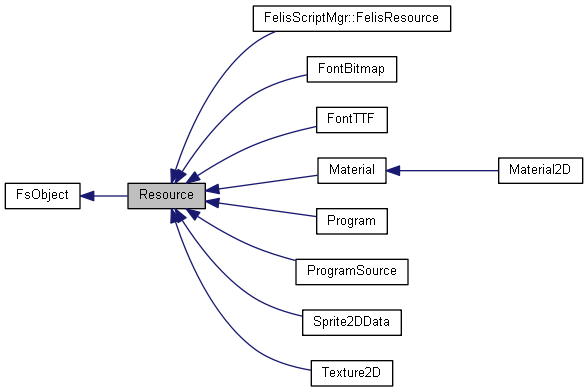 FelisScriptMgr::FelisResource
FontBitmap
FontTTF
Material
Material2D
FsObject
Resource
Program
ProgramSource
Sprite2DData
Texture2D